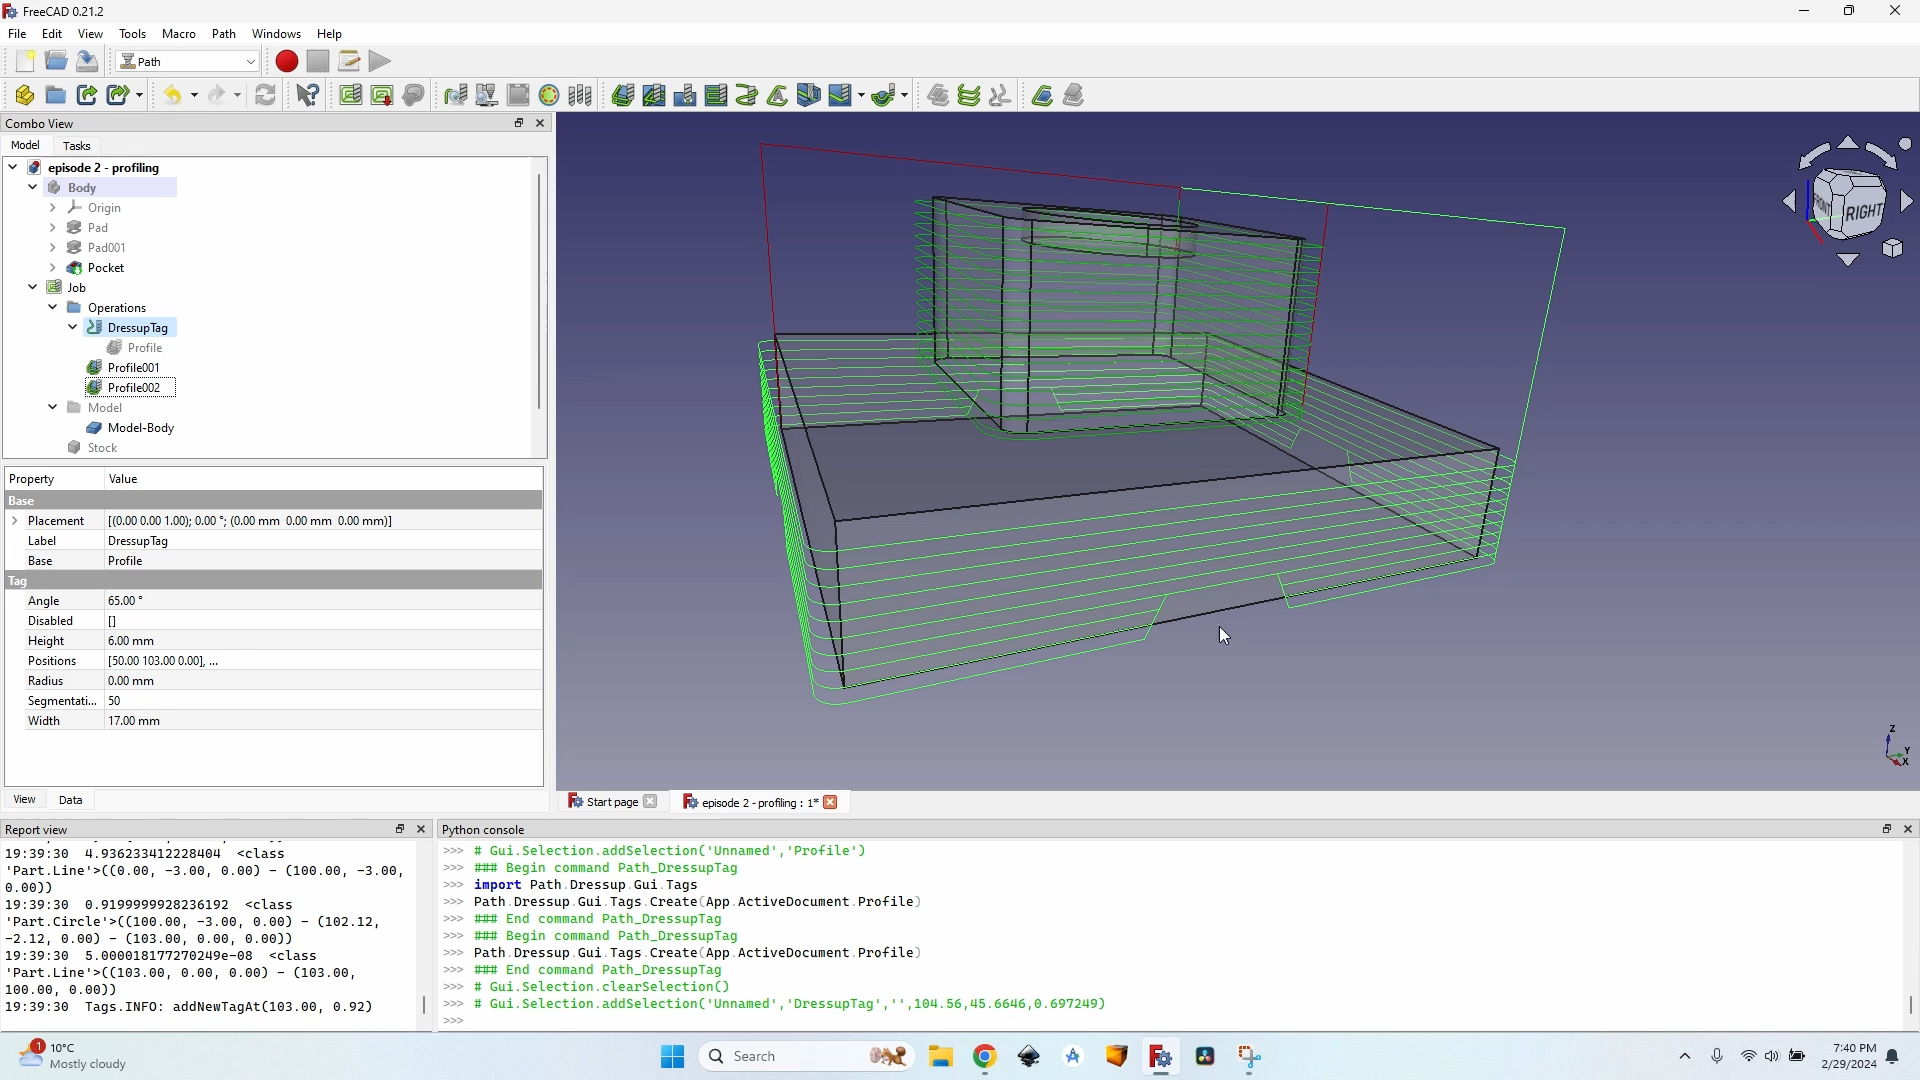 FreeCAD 0.21.2
File Edit View Tools Macro Path Windows Help
Path
Combo View
Model Tasks
episode 2 - profiling
Body
Origin
Pad
Pad001
Pocket
Job
Operations
DressupTag
Profile
Profile001
Profile002
Model
Model-Body
Stock
Property Value
Base
Placement [(0.00 0.00 1.00); 0.00 °; (0.00 mm 0.00 mm 0.00 mm)]
Label DressupTag
Base Profile
Tag
Angle 65.00 °
Disabled []
Height 6.00 mm
Positions [50.00 103.00 0.00], ...
Radius 0.00 mm
Segmentati... 50
Width 17.00 mm
View Data
FRONT RIGHT
Z
Y
X
Start page episode 2 - profiling : 1*
Report view
19:39:30 4.936233412228404 <class
'Part.Line'>((0.00, -3.00, 0.00) - (100.00, -3.00,
0.00))
19:39:30 0.9199999928236192 <class
'Part.Circle'>((100.00, -3.00, 0.00) - (102.12,
-2.12, 0.00) - (103.00, 0.00, 0.00))
19:39:30 5.000018177270249e-08 <class
'Part.Line'>((103.00, 0.00, 0.00) - (103.00,
100.00, 0.00))
19:39:30 Tags.INFO: addNewTagAt(103.00, 0.92)
Python console
>>> # Gui.Selection.addSelection('Unnamed','Profile')
>>> ### Begin command Path_DressupTag
>>> import Path.Dressup.Gui.Tags
>>> Path.Dressup.Gui.Tags.Create(App.ActiveDocument.Profile)
>>> ### End command Path_DressupTag
>>> ### Begin command Path_DressupTag
>>> Path.Dressup.Gui.Tags.Create(App.ActiveDocument.Profile)
>>> ### End command Path_DressupTag
>>> # Gui.Selection.clearSelection()
>>> # Gui.Selection.addSelection('Unnamed','DressupTag','',104.56,45.6646,0.697249)
>>>
1
10°C
Mostly cloudy
Search
7:40 PM
2/29/2024